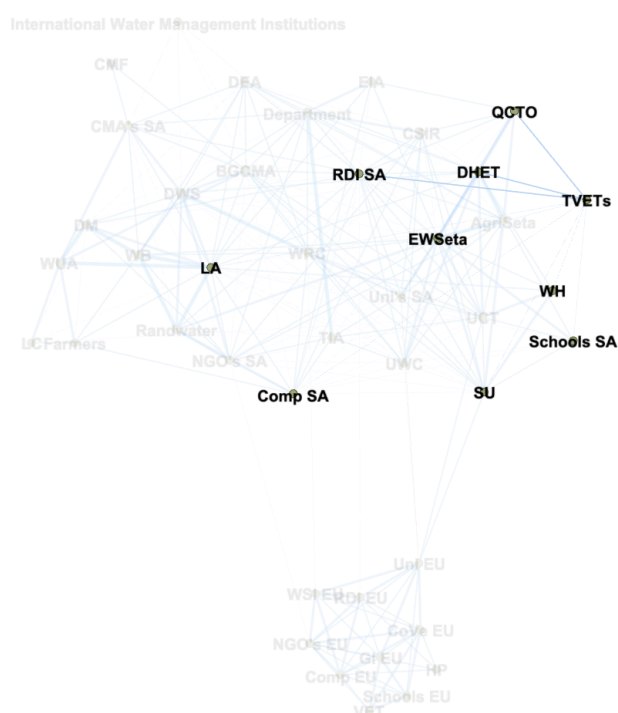 International Water Management Institutions
CMF
DEA
EIA
QCTO
CMA's SA
Department
CSIR
BGCMA
RDI SA
DHET
TVETs
DWS
AgriSeta
DM
EWSeta
WUA
WB
LA
WRC
WH
Uni's SA
UCT
LCFarmers
Randwater
TIA
Schools SA
NGO's SA
UWC
Comp SA
SU
Uni EU
WSI EU
RDI EU
CoVe EU
NGO's EU
GI EU
HP
Comp EU
Schools EU
VET